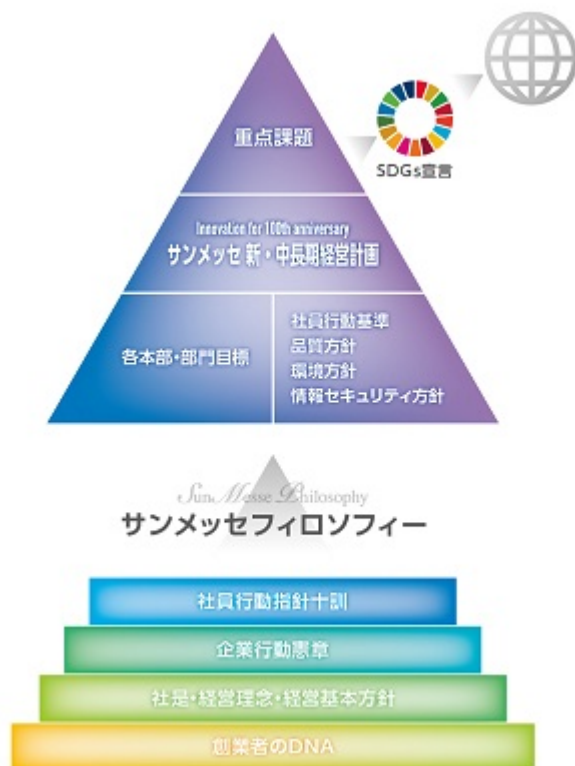 重点課題
SDGs宣言
Innovation for 100th anniversary
サンメッセ 新・中長期経営計画
各本部・部門目標
社員行動基準
品質方針
環境方針
情報セキュリティ方針
Sun Messe Philosophy
サンメッセフィロソフィー
社員行動指針十訓
企業行動憲章
社是・経営理念・経営基本方針
創業者のDNA